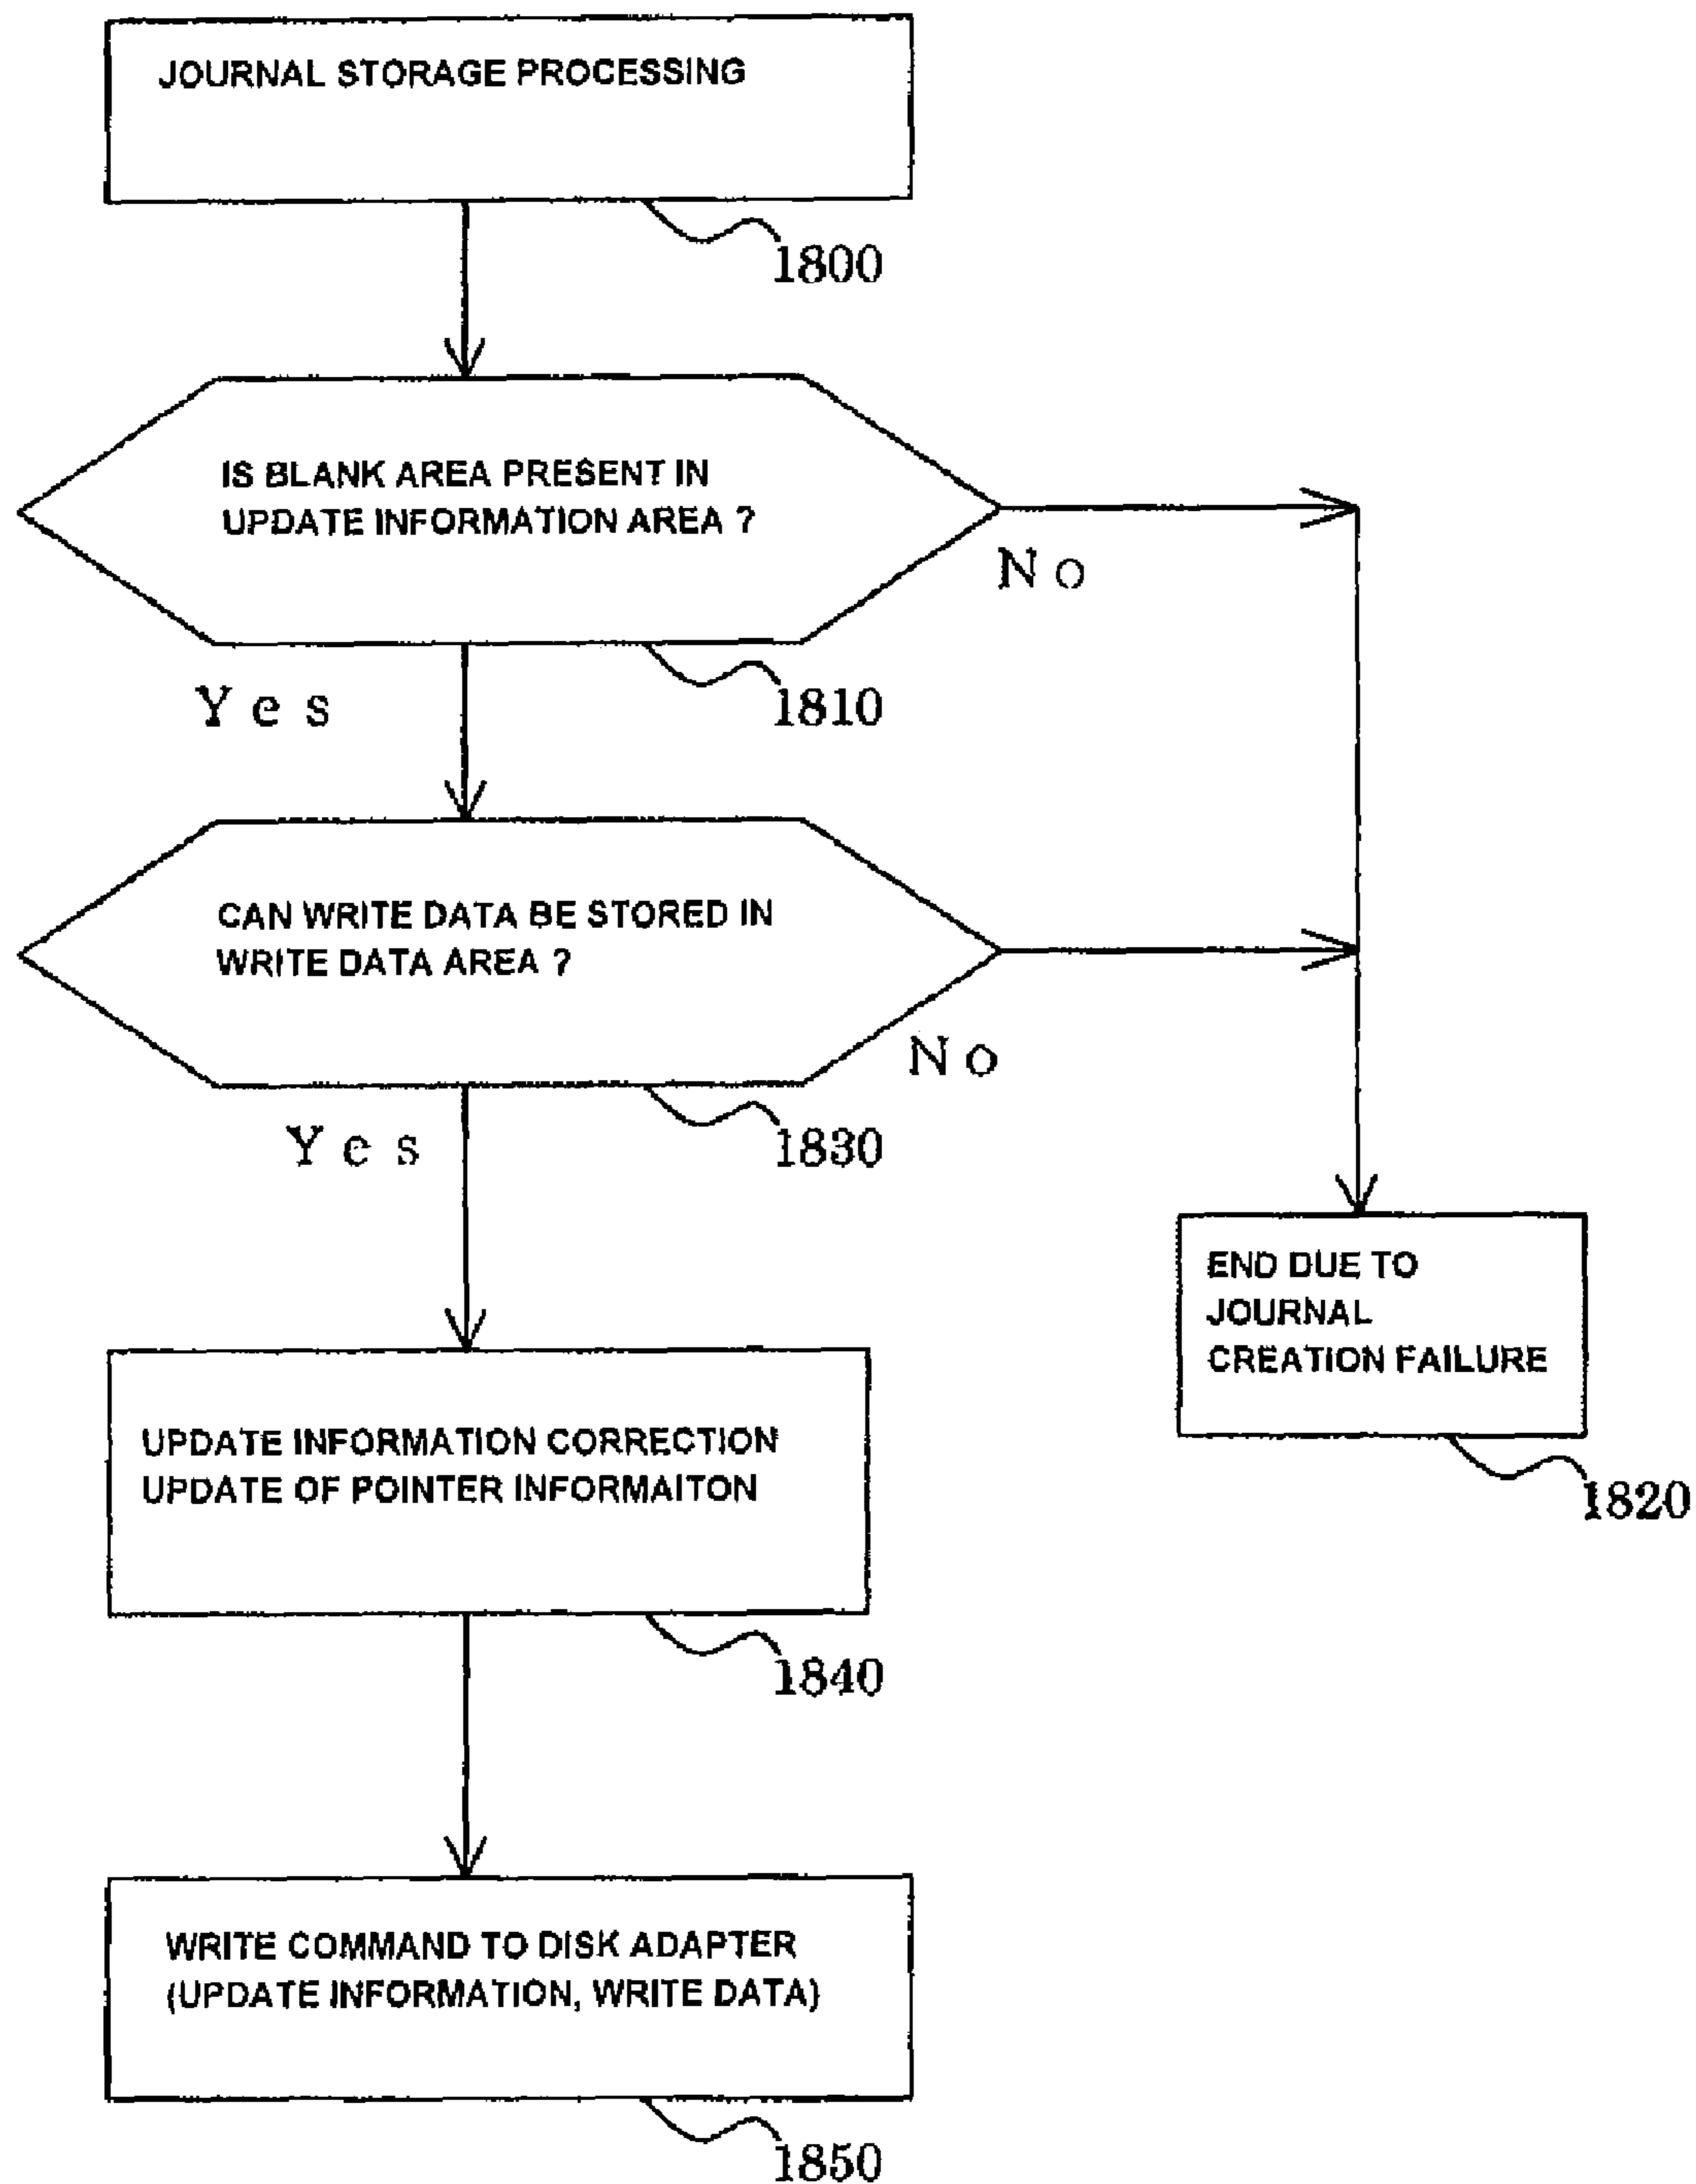 JOURNAL STORAGE PROCESSING
1800
IS BLANK AREA PRESENT IN
UPDATE INFORMATION AREA ?
No
Yes
1810
CAN WRITE DATA BE STORED IN
WRITE DATA AREA ?
No
Yes
1830
END DUE TO
JOURNAL
CREATION FAILURE
1820
UPDATE INFORMATION CORRECTION
UPDATE OF POINTER INFORMAITON
1840
WRITE COMMAND TO DISK ADAPTER
(UPDATE INFORMATION, WRITE DATA)
1850